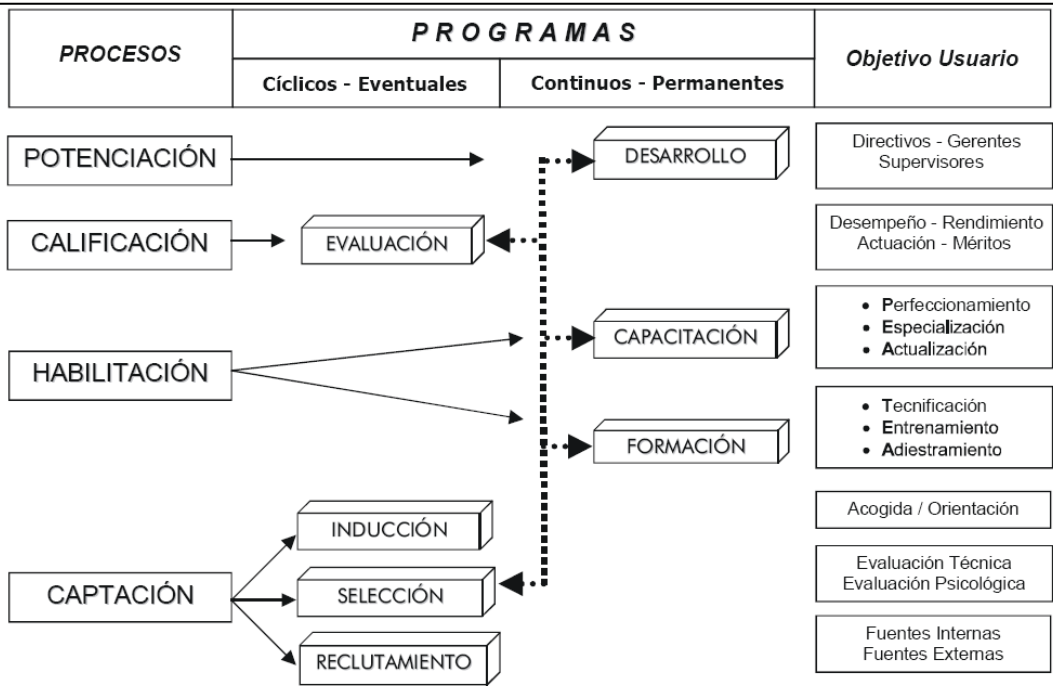 PROCESOS
PROGRAMAS
Objetivo Usuario
Cíclicos - Eventuales
Continuos - Permanentes
POTENCIACIÓN
DESARROLLO
Directivos - Gerentes
Supervisores
CALIFICACIÓN
EVALUACIÓN
Desempeño - Rendimiento
Actuación - Méritos
HABILITACIÓN
CAPACITACIÓN
• Perfeccionamiento
• Especialización
• Actualización
FORMACIÓN
• Tecnificación
• Entrenamiento
• Adiestramiento
CAPTACIÓN
INDUCCIÓN
Acogida / Orientación
SELECCIÓN
Evaluación Técnica
Evaluación Psicológica
RECLUTAMIENTO
Fuentes Internas
Fuentes Externas